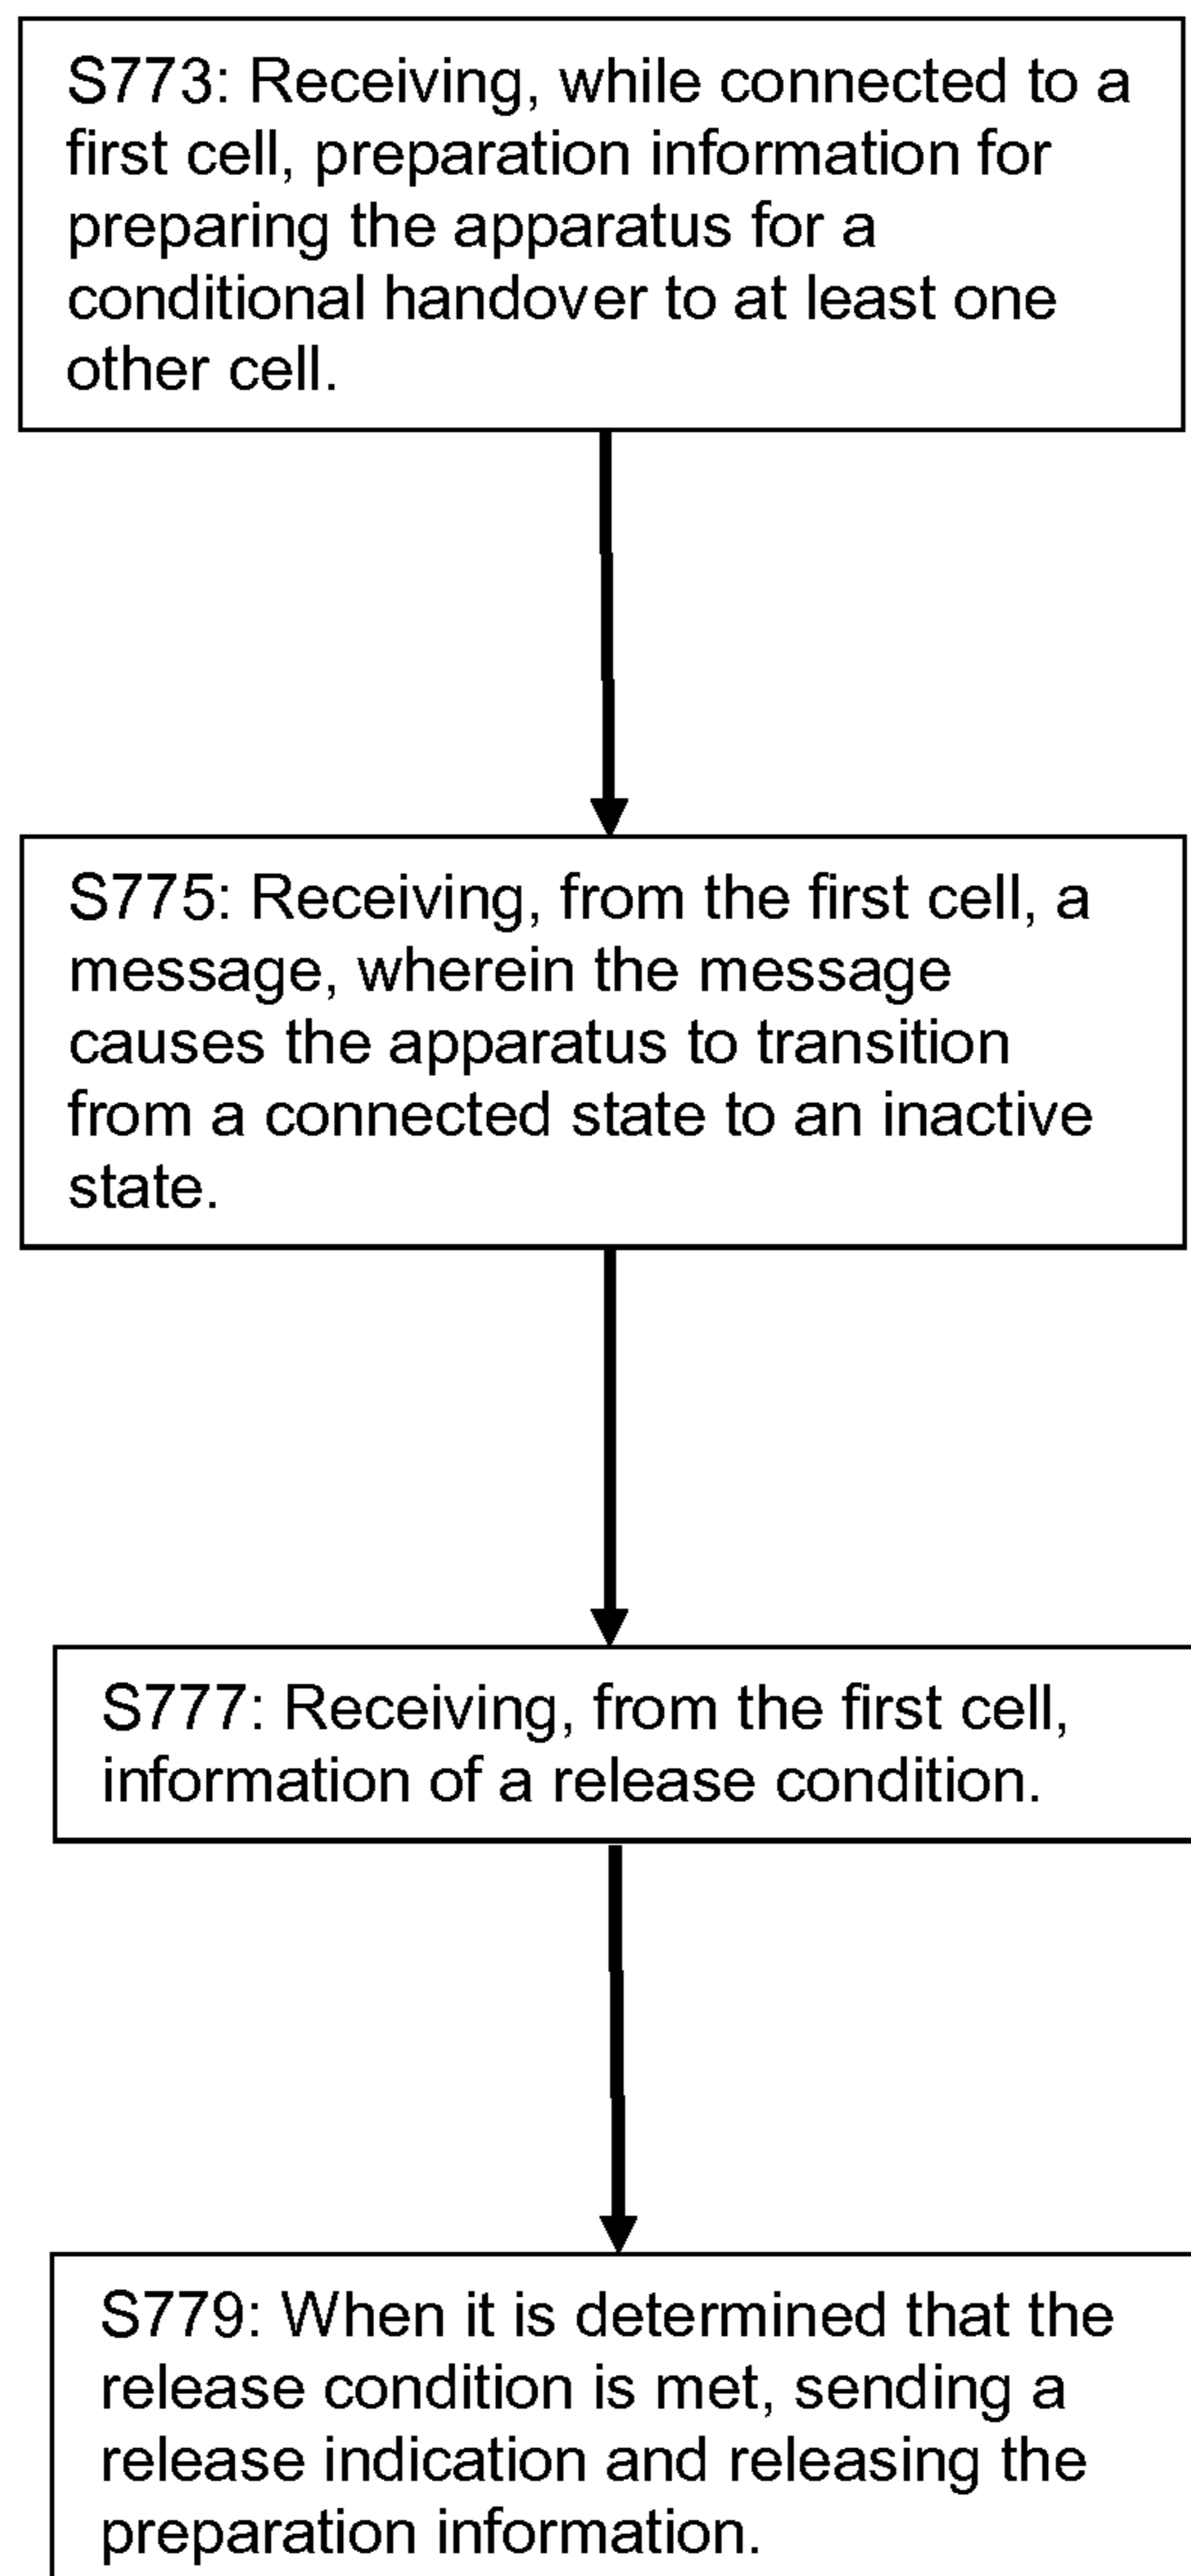 S773: Receiving, while connected to a
first cell, preparation information for
preparing the apparatus for a
conditional handover to at least one
other cell.
S775: Receiving, from the first cell, a
message, wherein the message
causes the apparatus to transition
from a connected state to an inactive
state.
S777: Receiving, from the first cell,
information of a release condition.
S779: When it is determined that the
release condition is met, sending a
release indication and releasing the
preparation information.